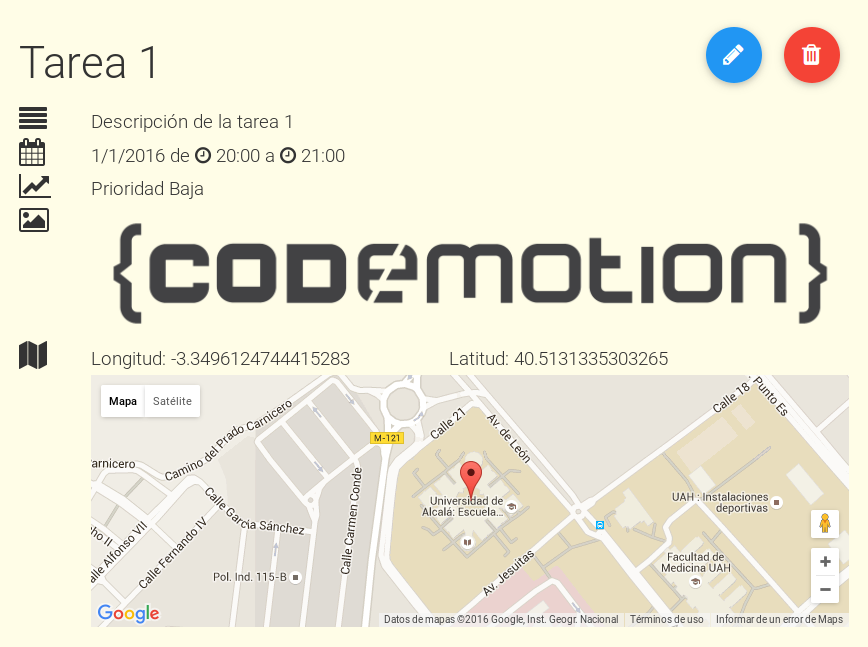 Tarea 1
Descripción de la tarea 1
1/1/2016 de 20:00 a 21:00
Prioridad Baja
{CODEMOTION}
Longitud: -3.3496124744415283
Latitud: 40.5131335303265
Mapa
Satélite
Calle 18
Punto Es
Camino del Prado Carnicero
Calle 21
Av. de León
M-121
arnicero
Universidad de
Alcalá: Escuela...
UAH : Instalaciones
deportivas
Calle García Sánchez
Calle Carmen Conde
cho II
alle Alfonso VII
Calle Fernando IV
Pol. Ind. 115-B
Av. Jesuitas
Facultad de
Medicina UAH
Google
Datos de mapas ©2016 Google, Inst. Geogr. Nacional
Términos de uso
Informar de un error de Maps